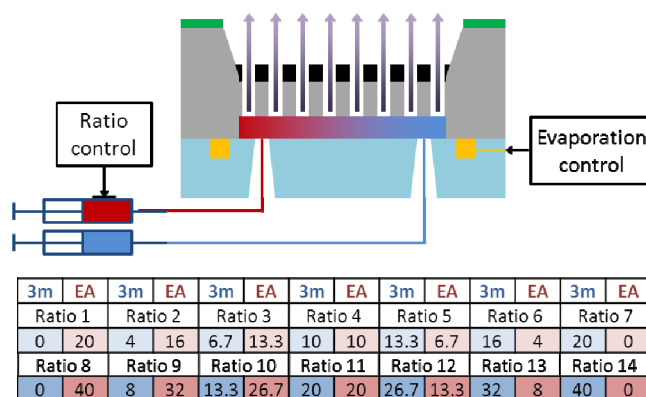 Ratio
control
Evaporation
control
3m EA 3m EA 3m EA 3m EA 3m EA 3m EA 3m EA
Ratio 1 Ratio 2 Ratio 3 Ratio 4 Ratio 5 Ratio 6 Ratio 7
0 20 4 16 6.7 13.3 10 10 13.3 6.7 16 4 20 0
Ratio 8 Ratio 9 Ratio 10 Ratio 11 Ratio 12 Ratio 13 Ratio 14
0 40 8 32 13.3 26.7 20 20 26.7 13.3 32 8 40 0